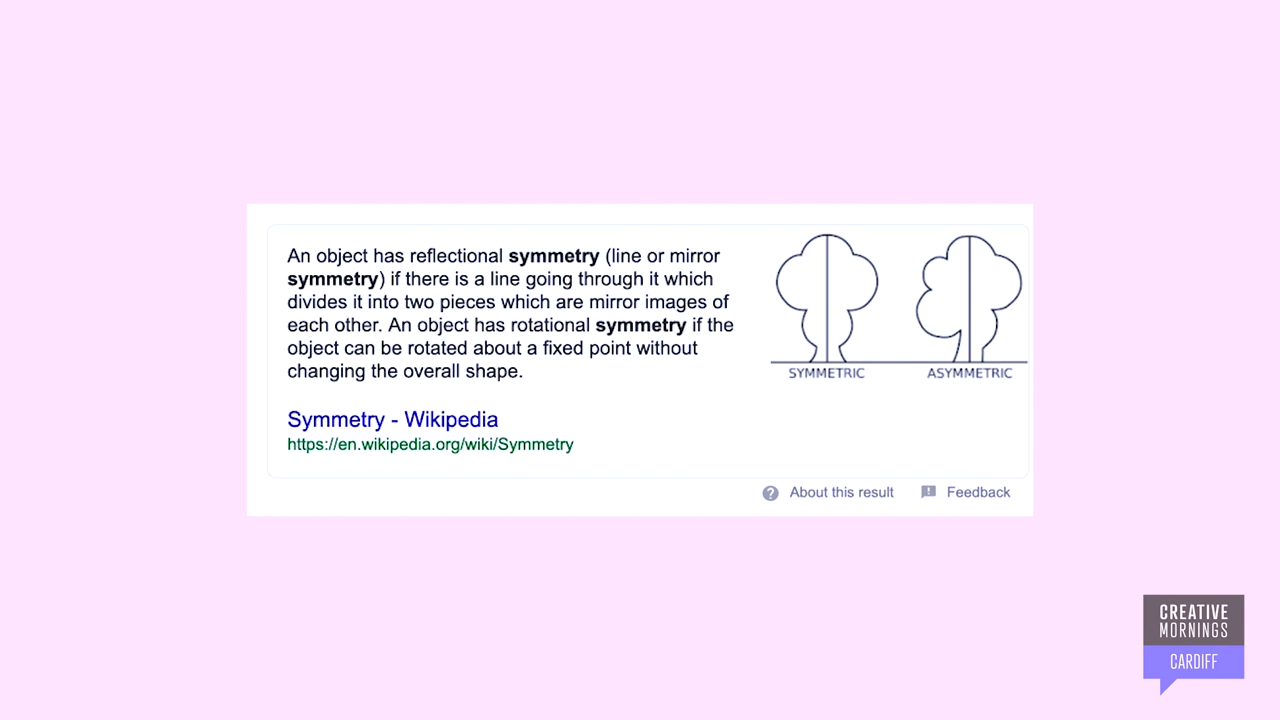 An object has reflectional symmetry (line or mirror
symmetry) if there is a line going through it which
divides it into two pieces which are mirror images of
each other. An object has rotational symmetry if the
object can be rotated about a fixed point without
changing the overall shape.
SYMMETRIC
ASYMMETRIC
Symmetry - Wikipedia
https://en.wikipedia.org/wiki/Symmetry
About this result
Feedback
CREATIVE
MORNINGS
CARDIFF